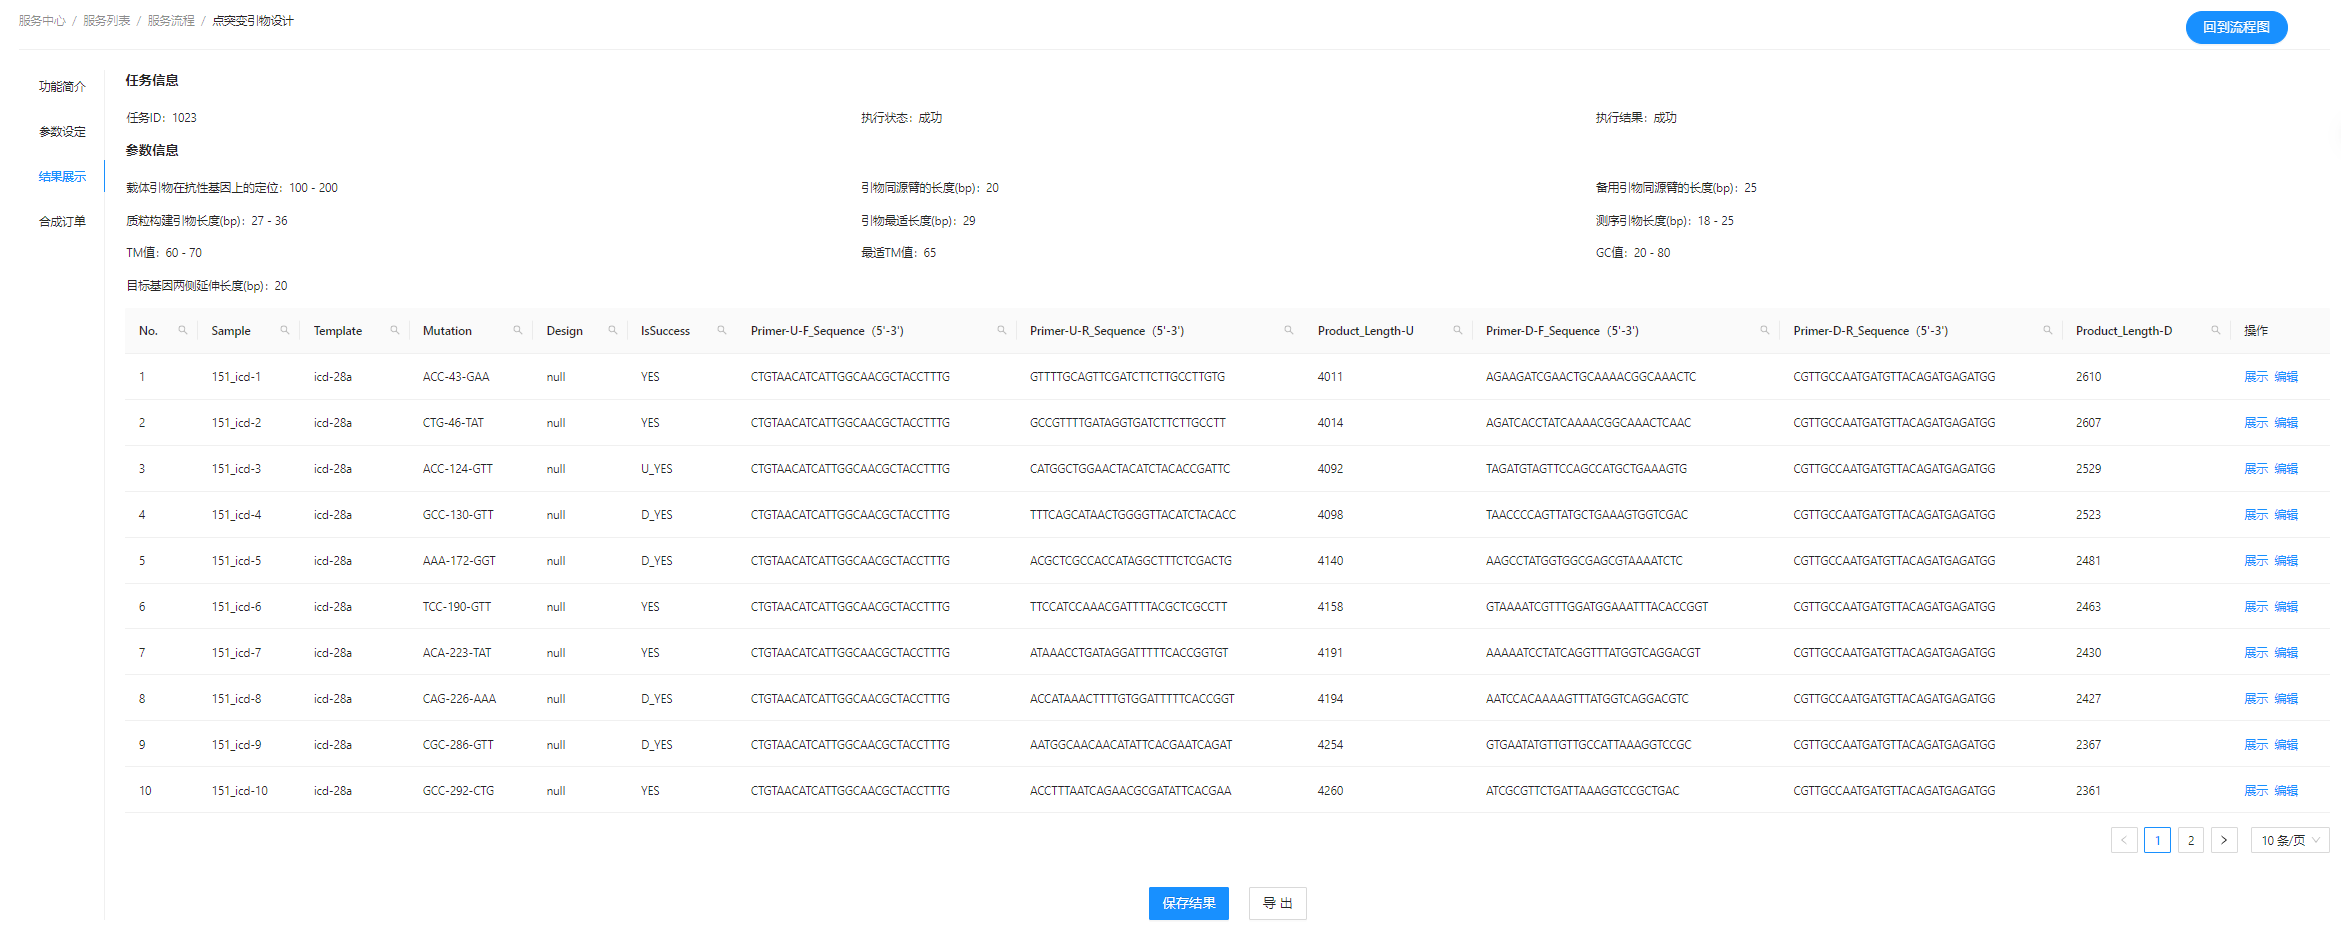 服务中心 / 服务列表 / 服务流程 / 点突变引物设计
回到流程图
功能简介
参数设定
结果展示
合成订单
任务信息
任务ID: 1023 执行状态: 成功 执行结果: 成功
参数信息
载体引物在抗性基因上的定位: 100 - 200 引物同源臂的长度(bp): 20 备用引物同源臂的长度(bp): 25
质粒构建引物长度(bp): 27 - 36 引物最适长度(bp): 29 测序引物长度(bp): 18 - 25
TM值: 60 - 70 最适TM值: 65 GC值: 20 - 80
目标基因两侧延伸长度(bp): 20
No. Sample Template Mutation Design IsSuccess Primer-U-F_Sequence（5'-3'） Primer-U-R_Sequence（5'-3'） Product_Length-U Primer-D-F_Sequence（5'-3'） Primer-D-R_Sequence（5'-3'） Product_Length-D 操作
1 151_icd-1 icd-28a ACC-43-GAA null YES CTGTAACATCATTGGCAACGCTACCTTTG GTTTTGCAGTTCGATCTTCTTGCCTTGTG 4011 AGAAGATCGAACTGCAAAACGGCAAACTC CGTTGCCAATGATGTTACAGATGAGATGG 2610 展示 编辑
2 151_icd-2 icd-28a CTG-46-TAT null YES CTGTAACATCATTGGCAACGCTACCTTTG GCCGTTTTGATAGGTGATCTTCTTGCCTT 4014 AGATCACCTATCAAAACGGCAAACTCAAC CGTTGCCAATGATGTTACAGATGAGATGG 2607 展示 编辑
3 151_icd-3 icd-28a ACC-124-GTT null U_YES CTGTAACATCATTGGCAACGCTACCTTTG CATGGCTGGAACTACATCTACACCGATTC 4092 TAGATGTAGTTCCAGCCATGCTGAAAGTG CGTTGCCAATGATGTTACAGATGAGATGG 2529 展示 编辑
4 151_icd-4 icd-28a GCC-130-GTT null D_YES CTGTAACATCATTGGCAACGCTACCTTTG TTTCAGCATAACTGGGGTTACATCTACACC 4098 TAACCCCAGTTATGCTGAAAGTGGTCGAC CGTTGCCAATGATGTTACAGATGAGATGG 2523 展示 编辑
5 151_icd-5 icd-28a AAA-172-GGT null D_YES CTGTAACATCATTGGCAACGCTACCTTTG ACGCTCGCCACCATAGGCTTTCTCGACTG 4140 AAGCCTATGGTGGCGAGCGTAAAATCTC CGTTGCCAATGATGTTACAGATGAGATGG 2481 展示 编辑
6 151_icd-6 icd-28a TCC-190-GTT null YES CTGTAACATCATTGGCAACGCTACCTTTG TTCCATCCAAACGATTTTACGCTCGCCTT 4158 GTAAAATCGTTTGGATGGAAATTTACACCGGT CGTTGCCAATGATGTTACAGATGAGATGG 2463 展示 编辑
7 151_icd-7 icd-28a ACA-223-TAT null YES CTGTAACATCATTGGCAACGCTACCTTTG ATAAACCTGATAGGATTTTTCACCGGTGT 4191 AAAAATCCTATCAGGTTTATGGTCAGGACGT CGTTGCCAATGATGTTACAGATGAGATGG 2430 展示 编辑
8 151_icd-8 icd-28a CAG-226-AAA null D_YES CTGTAACATCATTGGCAACGCTACCTTTG ACCATAAACTTTTGTGGATTTTTCACCGGT 4194 AATCCACAAAAGTTTATGGTCAGGACGTC CGTTGCCAATGATGTTACAGATGAGATGG 2427 展示 编辑
9 151_icd-9 icd-28a CGC-286-GTT null D_YES CTGTAACATCATTGGCAACGCTACCTTTG AATGGCAACAACATATTCACGAATCAGAT 4254 GTGAATATGTTGTTGCCATTAAAGGTCCGC CGTTGCCAATGATGTTACAGATGAGATGG 2367 展示 编辑
10 151_icd-10 icd-28a GCC-292-CTG null YES CTGTAACATCATTGGCAACGCTACCTTTG ACCTTTAATCAGAACGCGATATTCACGAA 4260 ATCGCGTTCTGATTAAAGGTCCGCTGAC CGTTGCCAATGATGTTACAGATGAGATGG 2361 展示 编辑
< 1 2 > 10 条/页
保存结果 导出